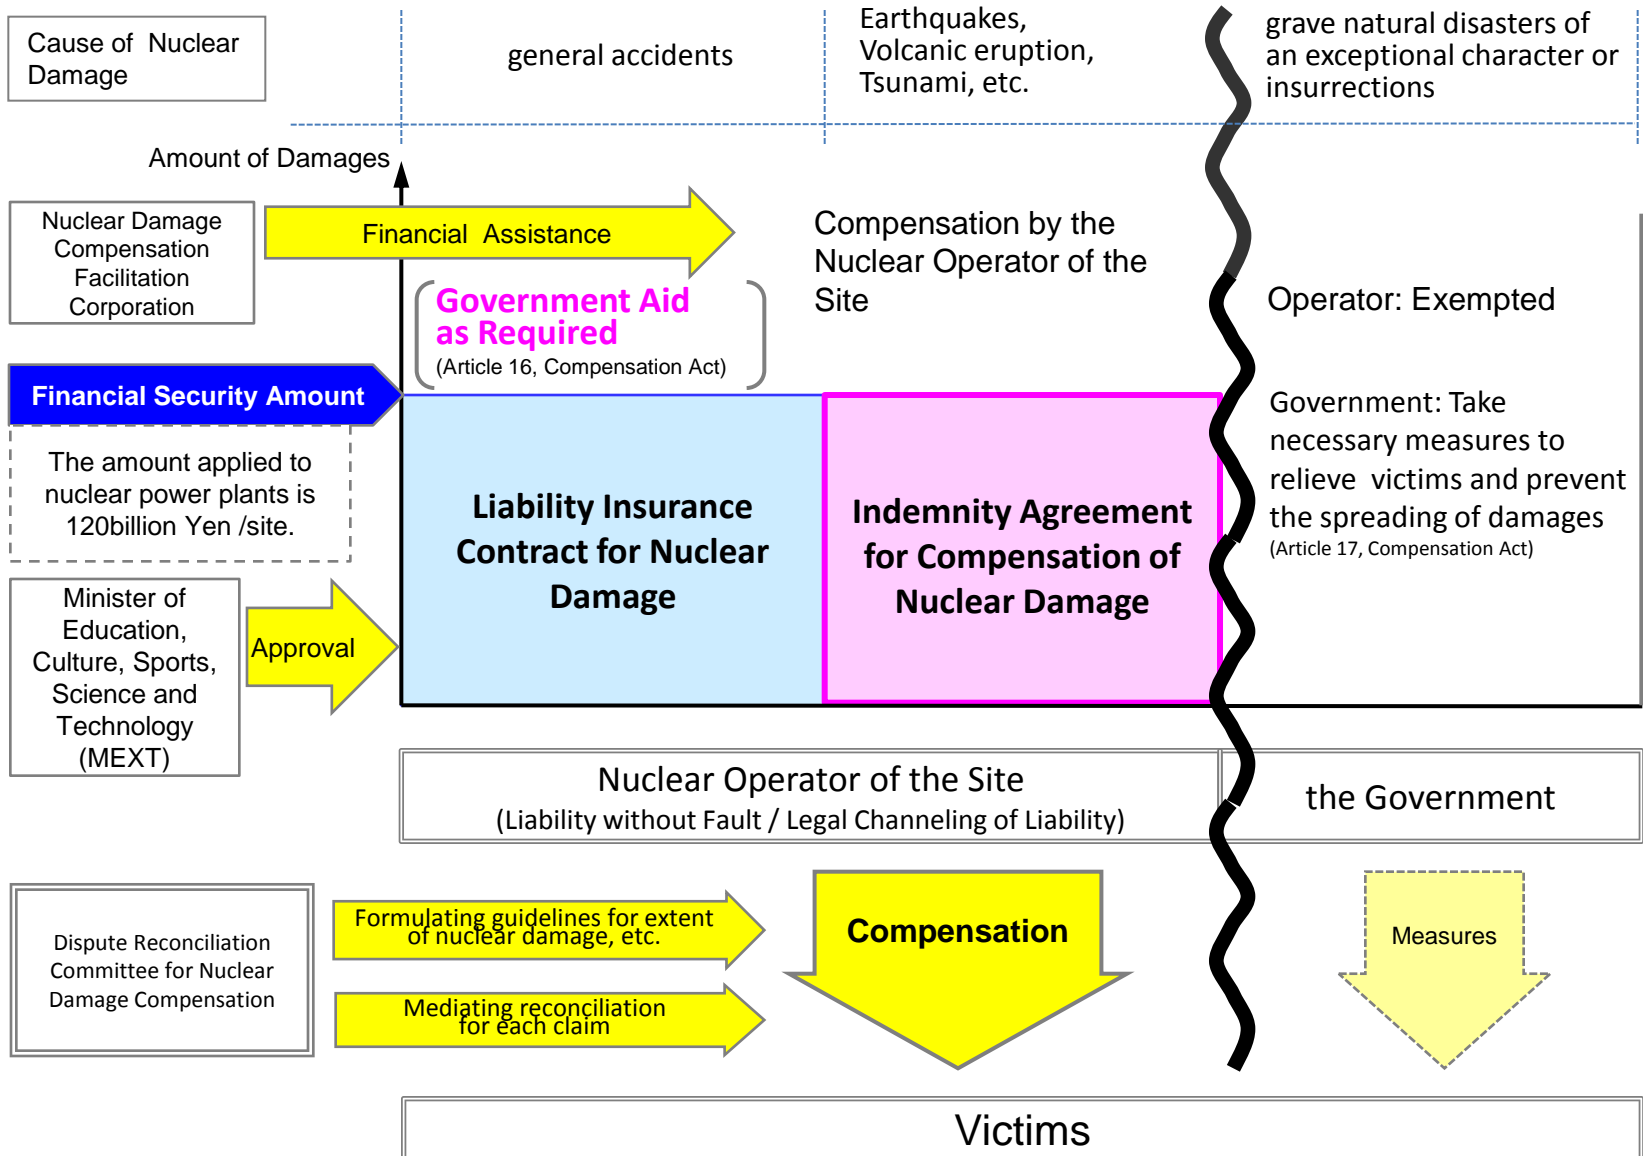 Cause of Nuclear
Damage
general accidents
Earthquakes,
Volcanic eruption,
Tsunami, etc.
grave natural disasters of
an exceptional character or
insurrections
Amount of Damages
Nuclear Damage
Compensation
Facilitation
Corporation
Financial Assistance
Government Aid
as Required
(Article 16, Compensation Act)
Compensation by the
Nuclear Operator of the
Site
Operator: Exempted
Financial Security Amount
The amount applied to
nuclear power plants is
120billion Yen /site.
Government: Take
necessary measures to
relieve victims and prevent
the spreading of damages
(Article 17, Compensation Act)
Liability Insurance
Contract for Nuclear
Damage
Indemnity Agreement
for Compensation of
Nuclear Damage
Minister of
Education,
Culture, Sports,
Science and
Technology
(MEXT)
Approval
Nuclear Operator of the Site
(Liability without Fault / Legal Channeling of Liability)
the Government
Dispute Reconciliation
Committee for Nuclear
Damage Compensation
Formulating guidelines for extent
of nuclear damage, etc.
Mediating reconciliation
for each claim
Compensation
Measures
Victims